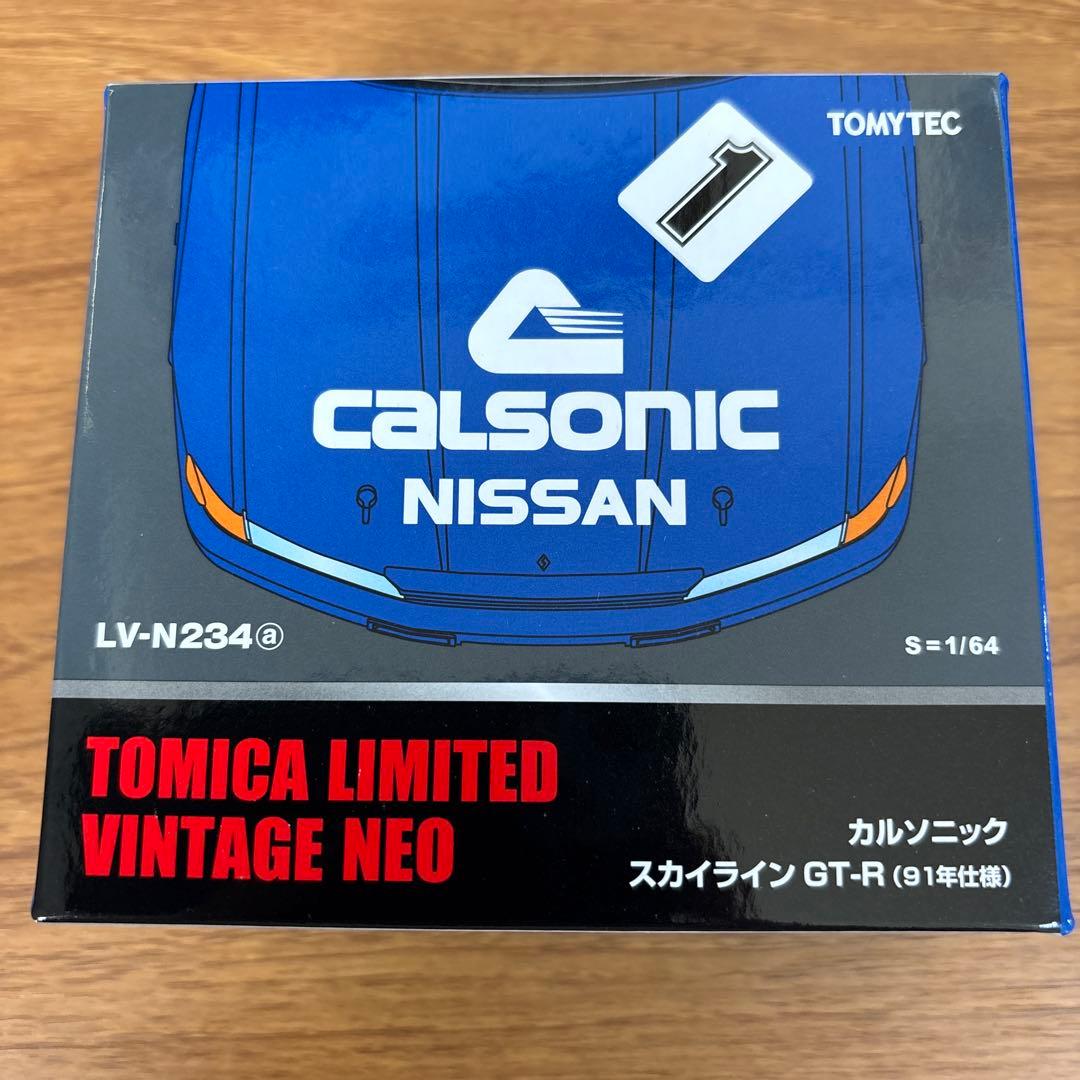 TOMYTEC
1
CALSONIC
NISSAN
LV-N234ⓐ
S=1/64
TOMICA LIMITED
VINTAGE NEO
カルソニック
スカイライン GT-R (91年仕様)